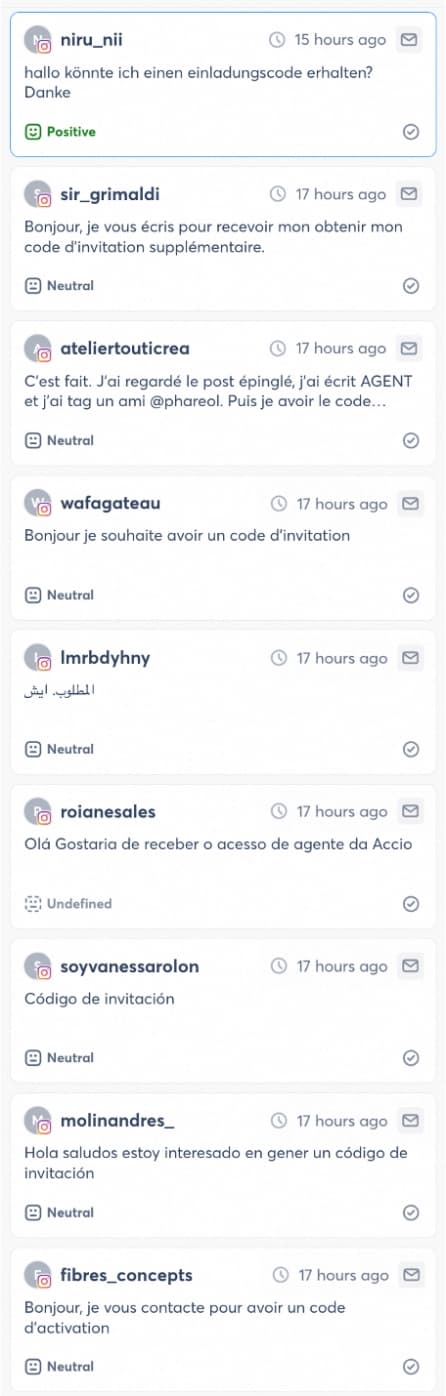 niru_nii
15 hours ago
hallo könnte ich einen einladungscode erhalten?
Danke
Positive
sir_grimaldi
17 hours ago
Bonjour, je vous écris pour recevoir mon obtenir mon
code d'invitation supplémentaire.
Neutral
ateliertouticrea
17 hours ago
C'est fait. J'ai regardé le post épinglé, j'ai écrit AGENT
et j'ai tag un ami @phareol. Puis je avoir le code...
Neutral
wafagateau
17 hours ago
Bonjour je souhaite avoir un code d'invitation
Neutral
lmrbdyhny
17 hours ago
المطلوب. ايش
Neutral
roianesales
17 hours ago
Olá Gostaria de receber o acesso de agente da Accio
Undefined
soyvanessarolon
17 hours ago
Código de invitación
Neutral
molinandres_
17 hours ago
Hola saludos estoy interesado en gener un código de
invitación
Neutral
fibres_concepts
17 hours ago
Bonjour, je vous contacte pour avoir un code
d'activation
Neutral